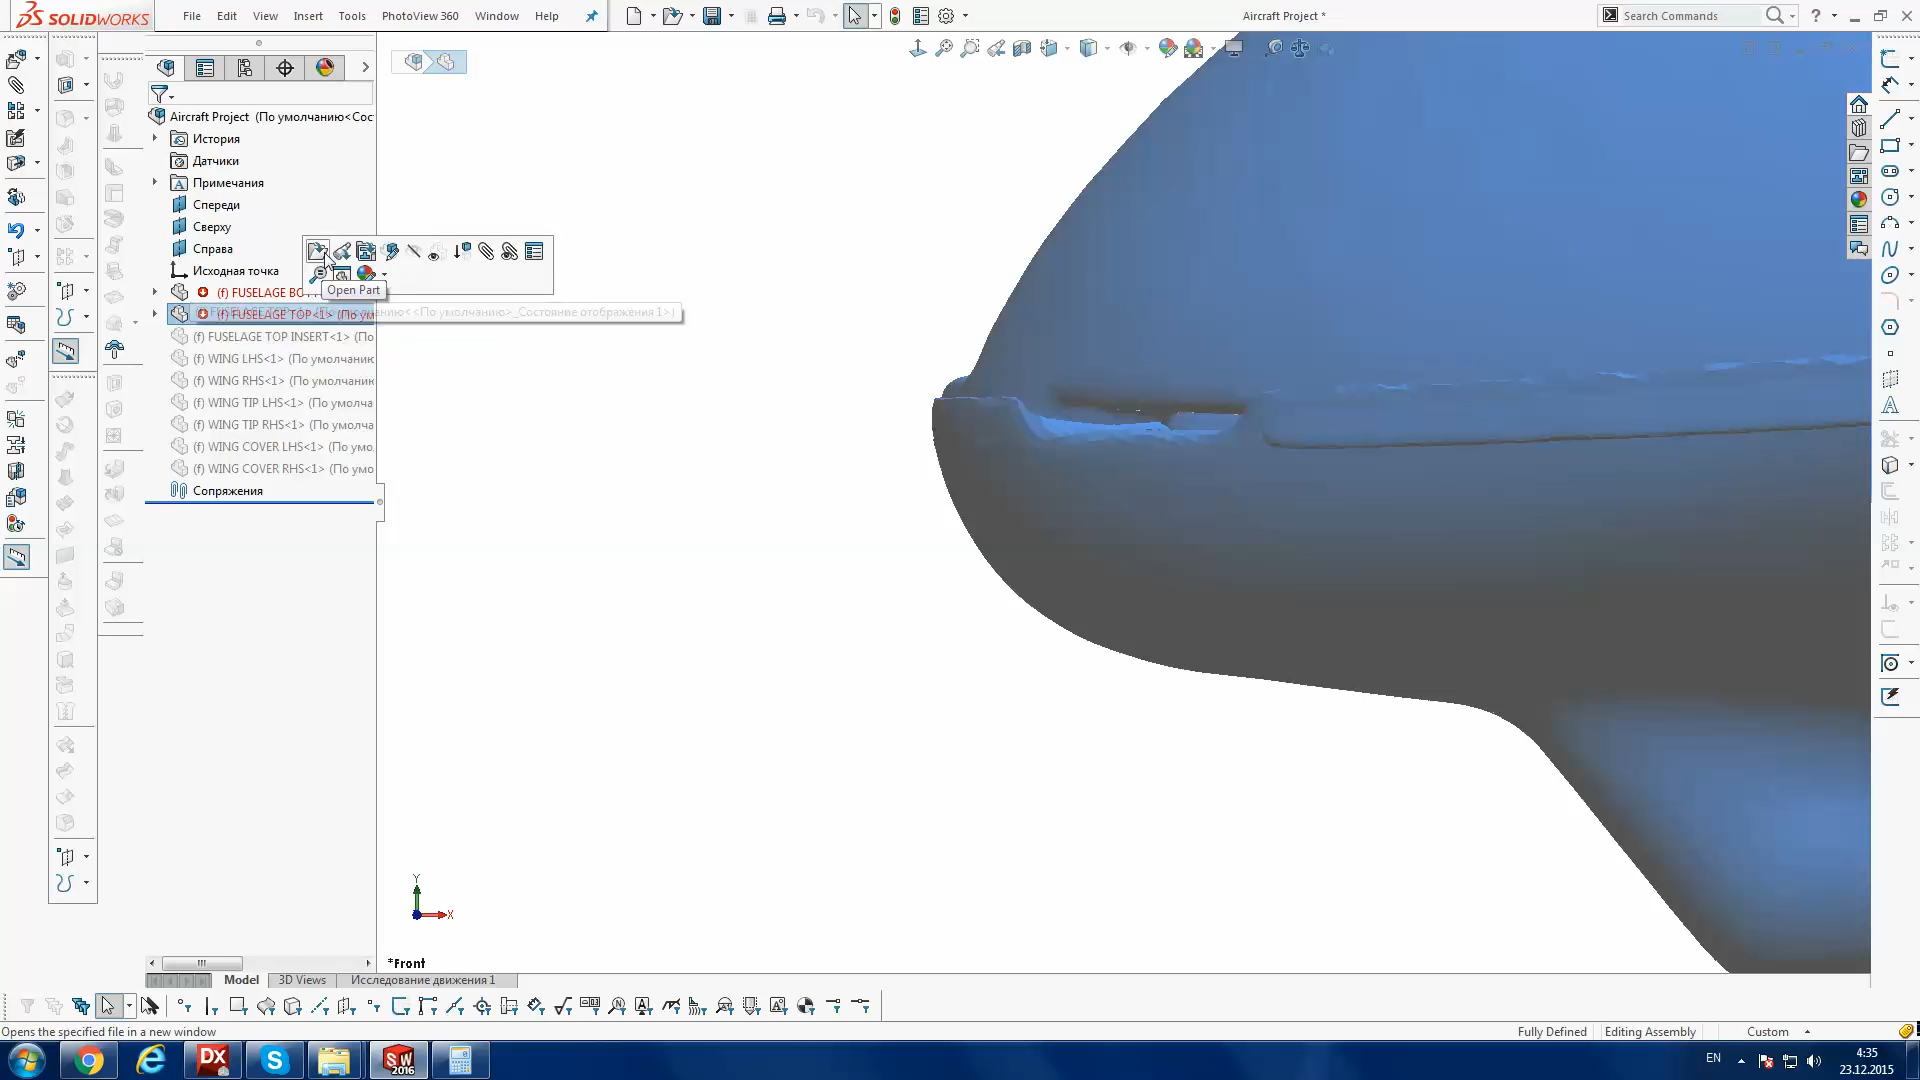 SOLIDWORKS
File Edit View Insert Tools PhotoView 360 Window Help
Aircraft Project *
Search Commands
Aircraft Project (По умолчанию<Сос
История
Датчики
Примечания
Спереди
Сверху
Справа
Исходная точка
(f) FUSELAGE BO
Open Part
(f) FUSELAGE TOP<1> (По ум
<По умолчанию>_Состояние отображения 1>)
(f) FUSELAGE TOP INSERT<1> (По
(f) WING LHS<1> (По умолчани
(f) WING RHS<1> (По умолчани
(f) WING TIP LHS<1> (По умолча
(f) WING TIP RHS<1> (По умолча
(f) WING COVER LHS<1> (По умо
(f) WING COVER RHS<1> (По умо
Сопряжения
Y
X
*Front
Model 3D Views Исследование движения 1
Opens the specified file in a new window
Fully Defined Editing Assembly Custom
DX
SW
2016
EN
4:35
23.12.2015